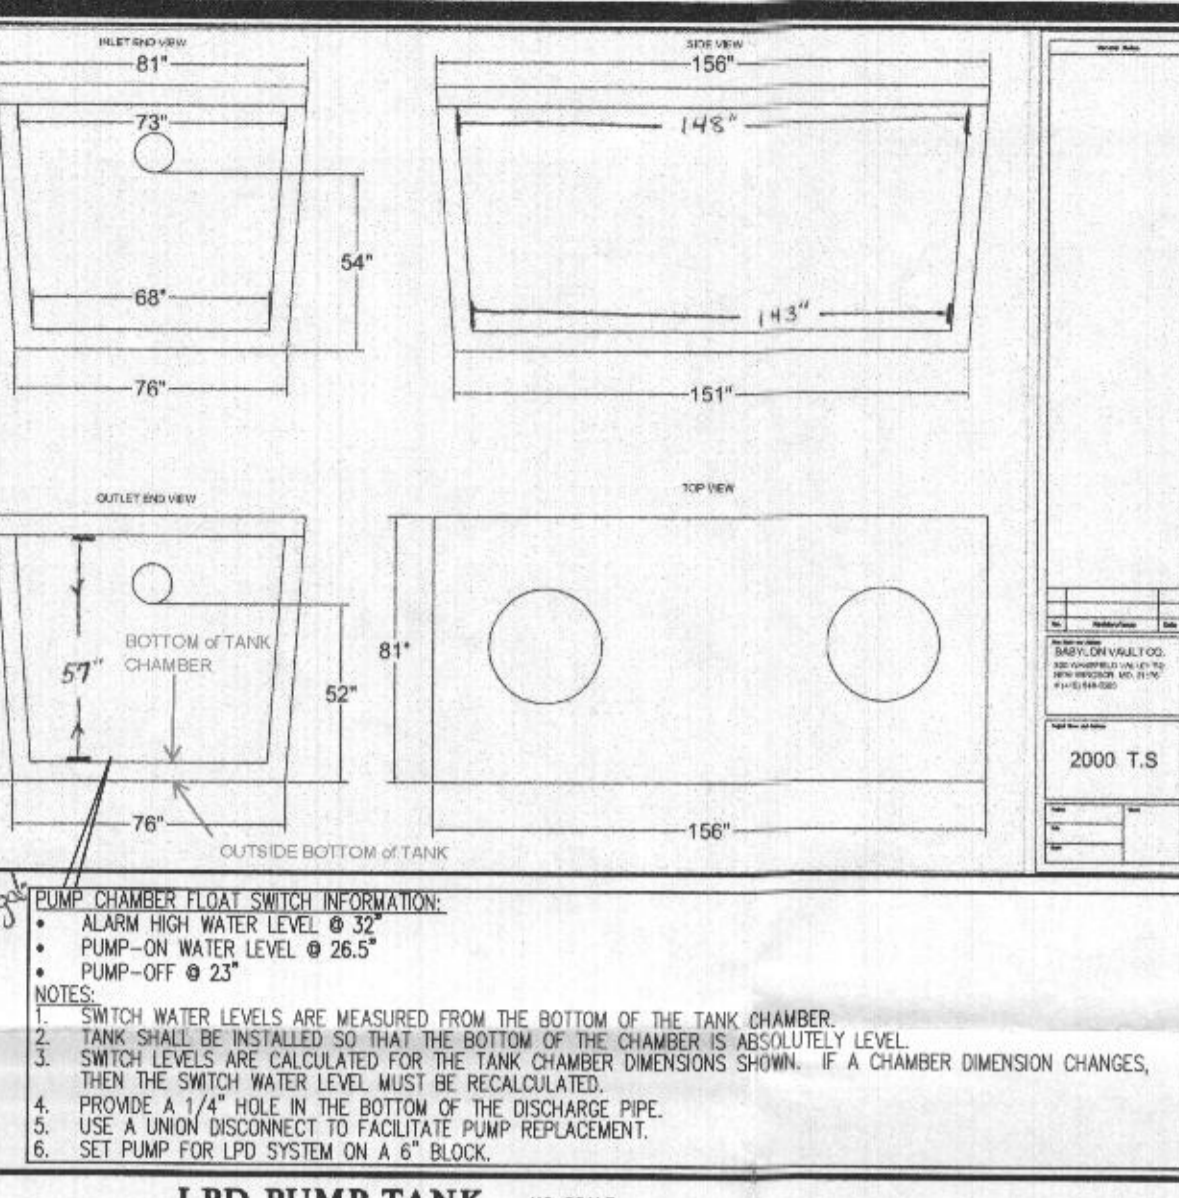 INLET END VIEW
81"
73"
54"
68"
76"
SIDE VIEW
156"
148"
143"
151"
OUTLET END VIEW
57"
BOTTOM of TANK
CHAMBER
52"
76"
OUTSIDE BOTTOM of TANK
TOP VIEW
81"
156"
General Notes
No.
Date
BABYLON VAULT CO.
2000 T.S
PUMP CHAMBER FLOAT SWITCH INFORMATION:
• ALARM HIGH WATER LEVEL @ 32"
• PUMP-ON WATER LEVEL @ 26.5"
• PUMP-OFF @ 23"
NOTES:
1. SWITCH WATER LEVELS ARE MEASURED FROM THE BOTTOM OF THE TANK CHAMBER.
2. TANK SHALL BE INSTALLED SO THAT THE BOTTOM OF THE CHAMBER IS ABSOLUTELY LEVEL.
3. SWITCH LEVELS ARE CALCULATED FOR THE TANK CHAMBER DIMENSIONS SHOWN. IF A CHAMBER DIMENSION CHANGES,
THEN THE SWITCH WATER LEVEL MUST BE RECALCULATED.
4. PROVIDE A 1/4" HOLE IN THE BOTTOM OF THE DISCHARGE PIPE.
5. USE A UNION DISCONNECT TO FACILITATE PUMP REPLACEMENT.
6. SET PUMP FOR LPD SYSTEM ON A 6" BLOCK.
LPD PUMP TANK